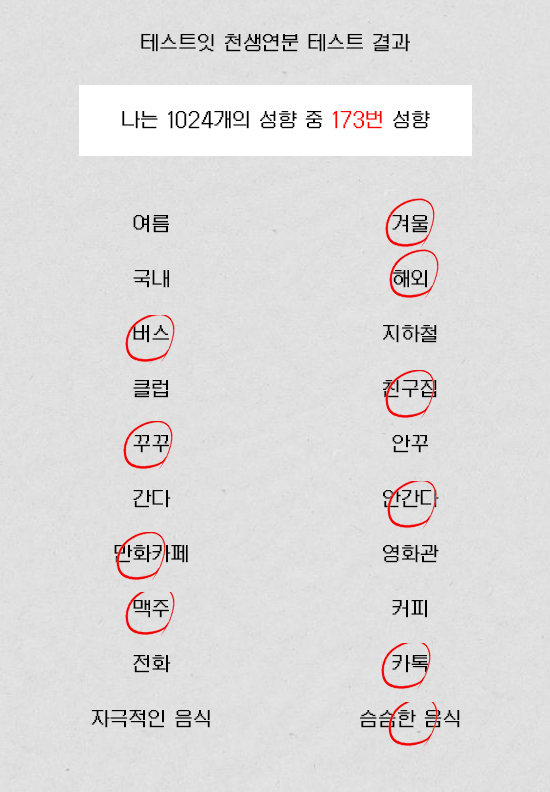 테스트잇 천생연분 테스트 결과
나는 1024개의 성향 중 173번 성향
여름 겨울
국내 해외
버스 지하철
클럽 친구집
꾸꾸 안꾸
간다 안간다
만화카페 영화관
맥주 커피
전화 카톡
자극적인 음식 슴슴한 음식